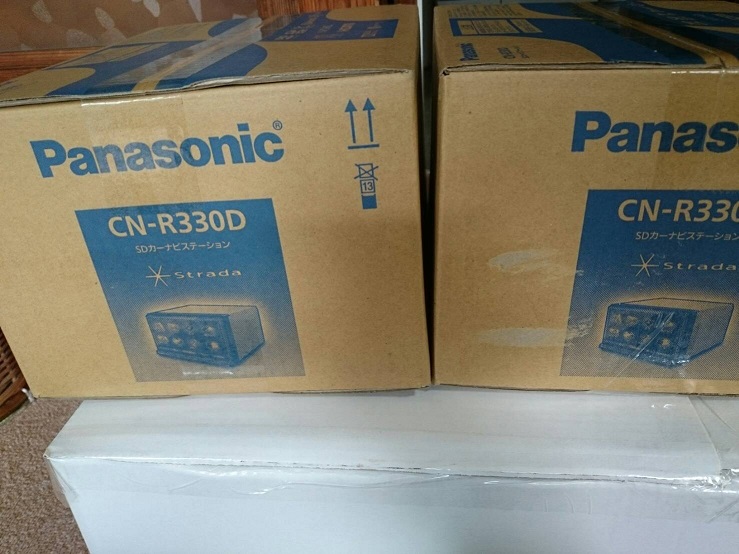 Panasonic®
13
CN-R330D
SDカーナビステーション
Strada
Panasonic
Panas
CN-R330
SDカーナビステーション
Strada